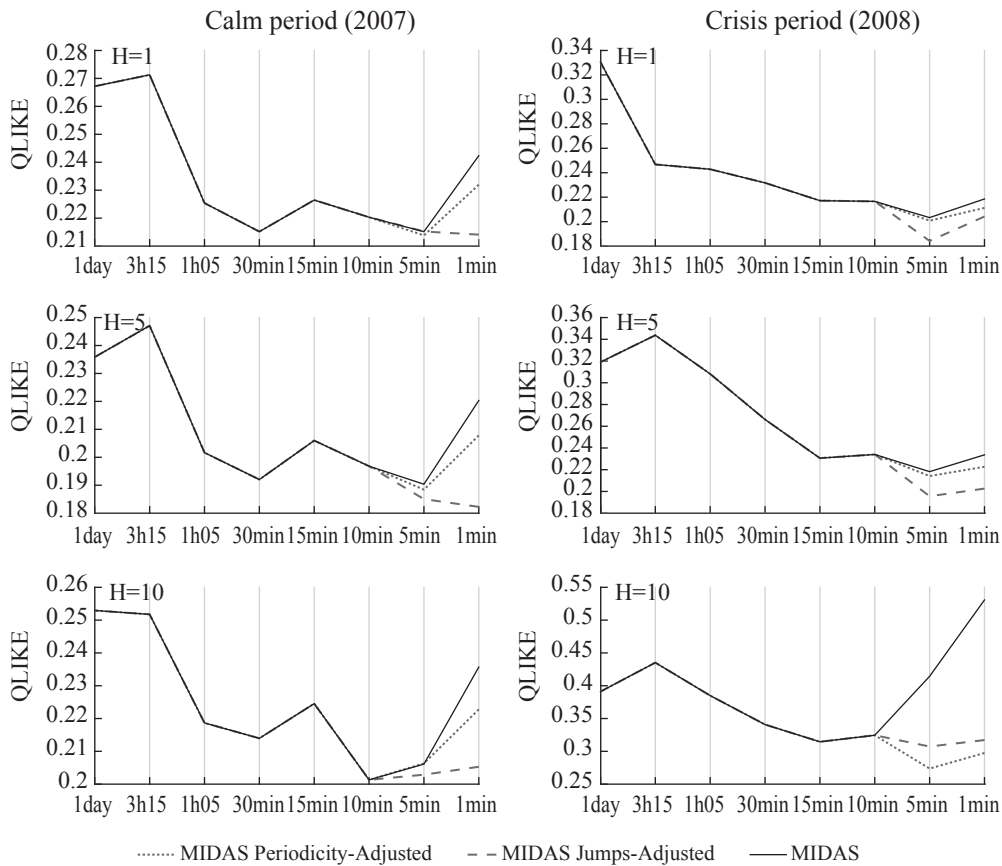 Calm period (2007)
Crisis period (2008)
H=1
QLIKE
0.28
0.27
0.26
0.25
0.24
0.23
0.22
0.21
1day 3h15 1h05 30min 15min 10min 5min 1min
H=1
QLIKE
0.34
0.32
0.3
0.28
0.26
0.24
0.22
0.2
0.18
1day 3h15 1h05 30min 15min 10min 5min 1min
H=5
QLIKE
0.25
0.24
0.23
0.22
0.21
0.2
0.19
0.18
1day 3h15 1h05 30min 15min 10min 5min 1min
H=5
QLIKE
0.36
0.34
0.32
0.3
0.28
0.26
0.24
0.22
0.2
0.18
1day 3h15 1h05 30min 15min 10min 5min 1min
H=10
QLIKE
0.26
0.25
0.24
0.23
0.22
0.21
0.2
1day 3h15 1h05 30min 15min 10min 5min 1min
H=10
QLIKE
0.55
0.5
0.45
0.4
0.35
0.3
0.25
1day 3h15 1h05 30min 15min 10min 5min 1min
MIDAS Periodicity-Adjusted MIDAS Jumps-Adjusted MIDAS